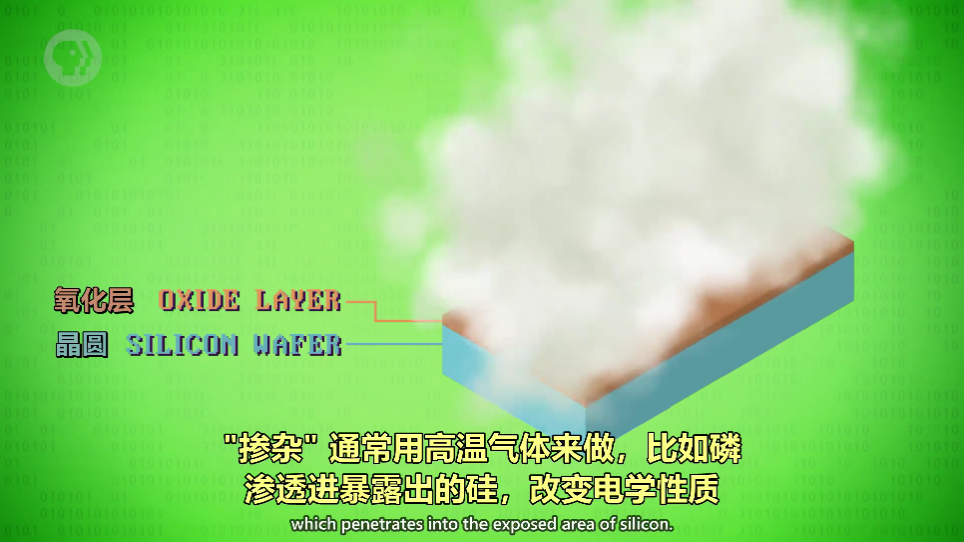 氧化层 OXIDE LAYER
晶圆 SILICON WAFER
"掺杂" 通常用高温气体来做，比如磷
渗透进暴露出的硅，改变电学性质
which penetrates into the exposed area of silicon.